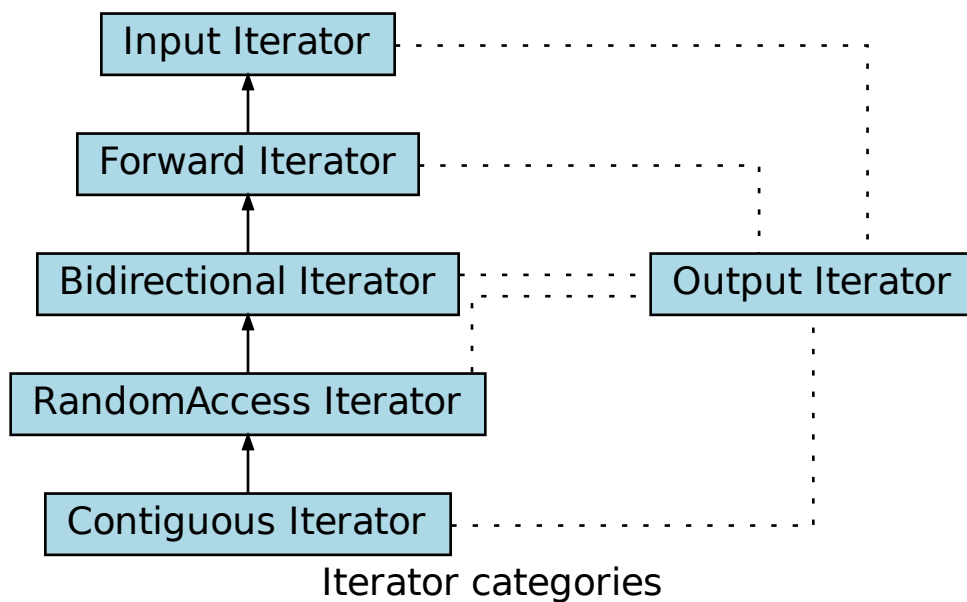 Input Iterator
Forward Iterator
Bidirectional Iterator
Output Iterator
RandomAccess Iterator
Contiguous Iterator
Iterator categories